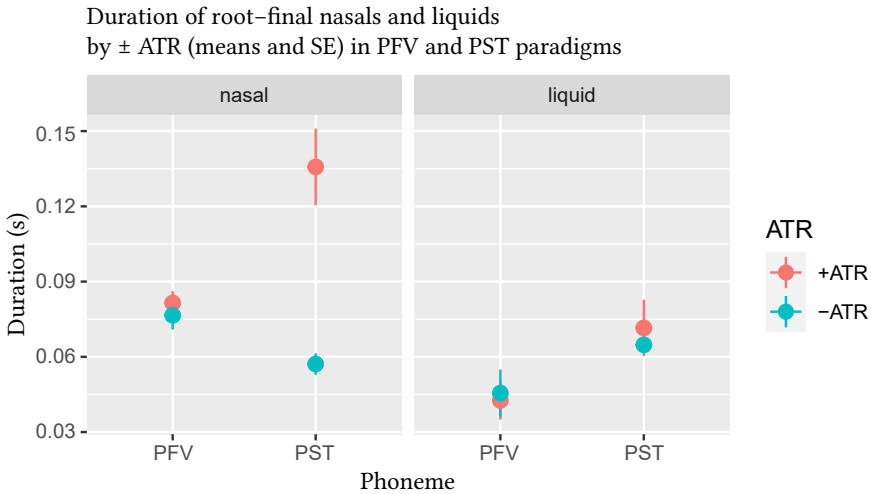 Duration of root–final nasals and liquids
by ± ATR (means and SE) in PFV and PST paradigms
nasal
liquid
0.15
0.12
0.09
0.06
0.03
Duration (s)
PFV
PST
PFV
PST
Phoneme
ATR
+ATR
−ATR